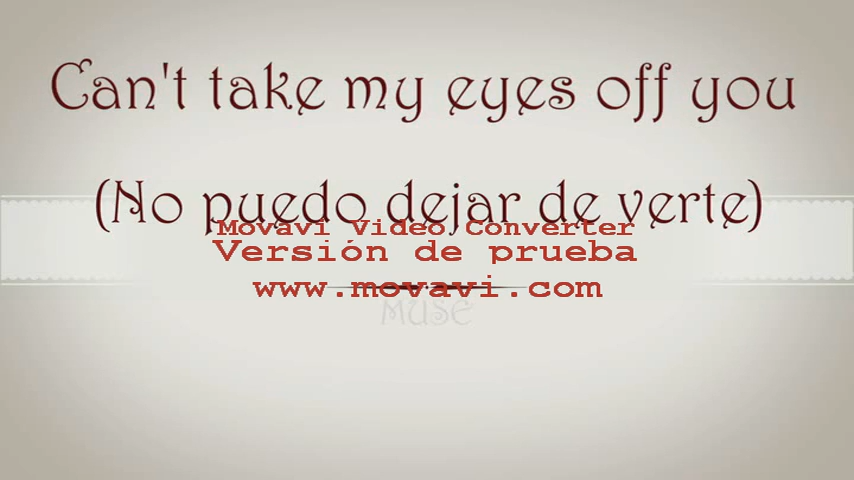 Can't take my eyes off you
(No puedo dejar de verte)
Movavi Video Converter
Versión de prueba
www.movavi.com
MUSE